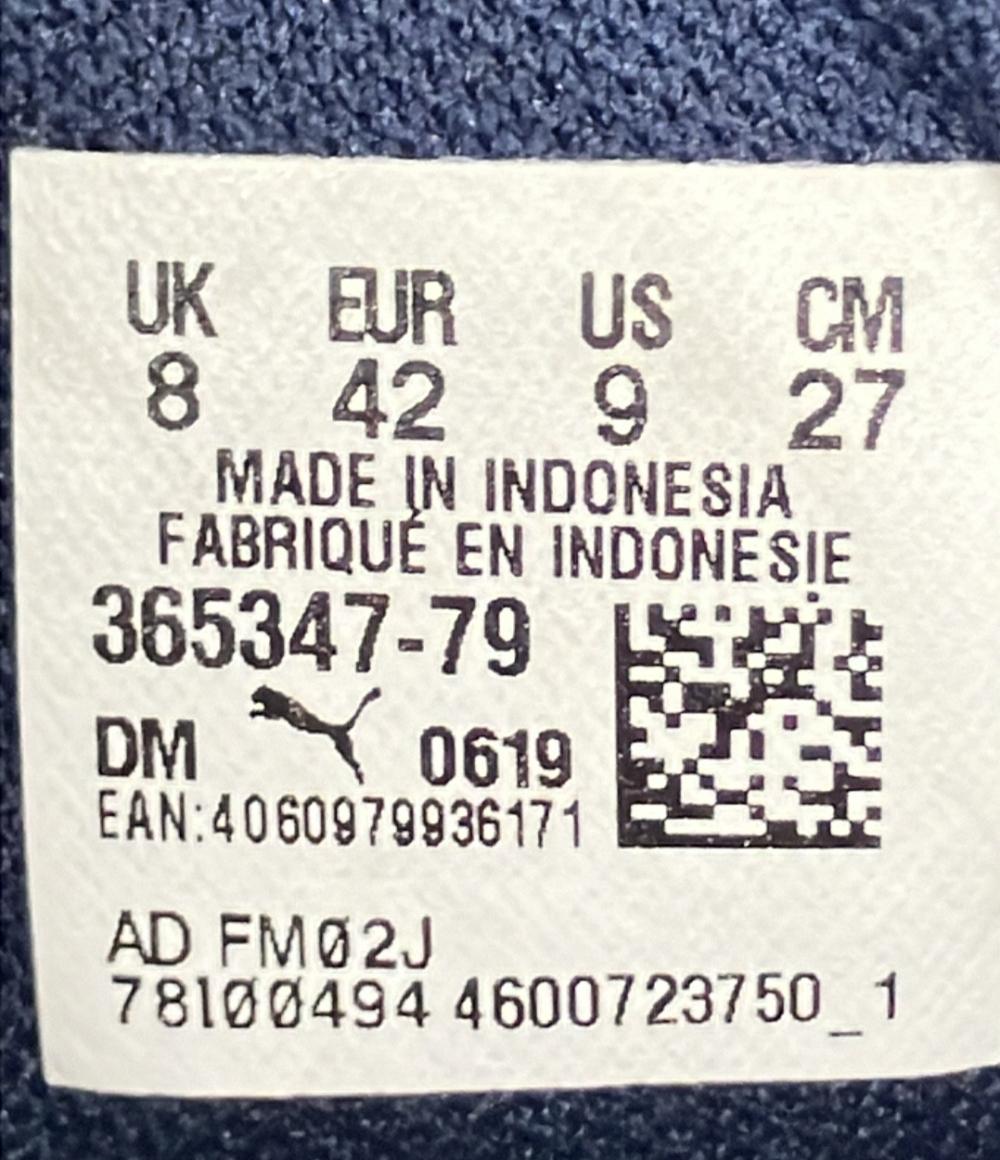 UK EUR US CM
8 42 9 27
MADE IN INDONESIA
FABRIQUÉ EN INDONESIE
365347-79
DM 0619
EAN:4060979936171
AD FM02J
78100494 4600723750_1